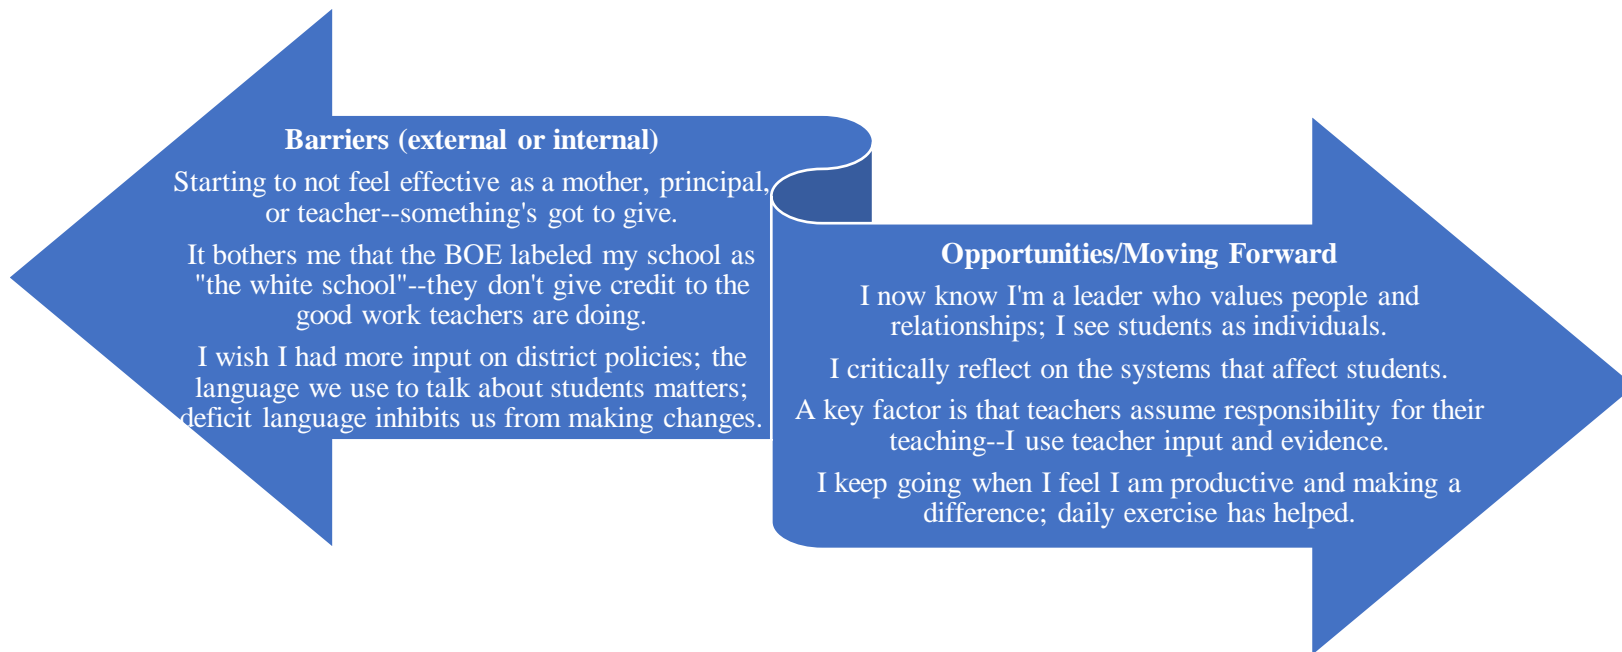 Barriers (external or internal)
Starting to not feel effective as a mother, principal,
or teacher--something's got to give.
It bothers me that the BOE labeled my school as
"the white school"--they don't give credit to the
good work teachers are doing.
I wish I had more input on district policies; the
language we use to talk about students matters;
deficit language inhibits us from making changes.
Opportunities/Moving Forward
I now know I'm a leader who values people and
relationships; I see students as individuals.
I critically reflect on the systems that affect students.
A key factor is that teachers assume responsibility for their
teaching--I use teacher input and evidence.
I keep going when I feel I am productive and making a
difference; daily exercise has helped.